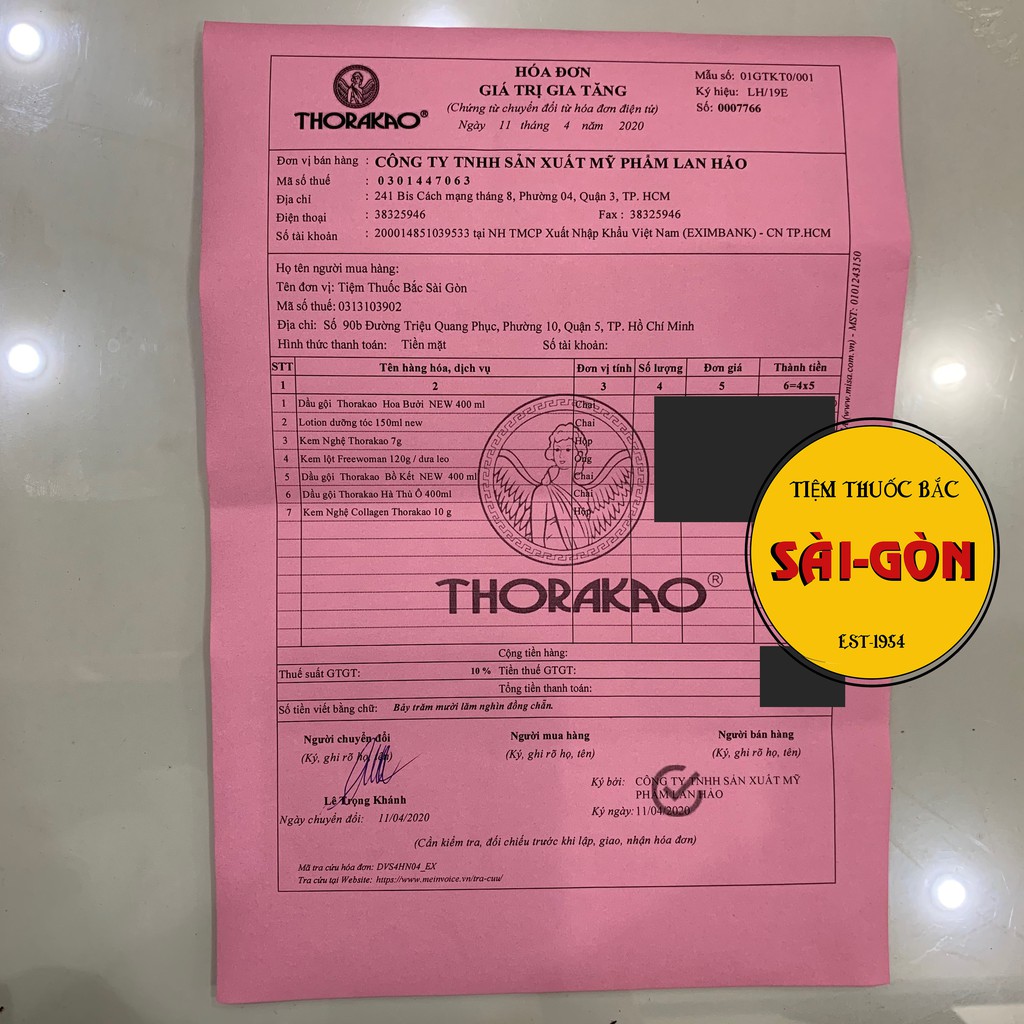 THORAKAO®
HÓA ĐƠN
GIÁ TRỊ GIA TĂNG
(Chứng từ chuyển đổi từ hóa đơn điện tử)
Ngày 11 tháng 4 năm 2020
Mẫu số: 01GTKT0/001
Ký hiệu: LH/19E
Số: 0007766
Đơn vị bán hàng : CÔNG TY TNHH SẢN XUẤT MỸ PHẨM LAN HẢO
Mã số thuế : 0301447063
Địa chỉ : 241 Bis Cách mạng tháng 8, Phường 04, Quận 3, TP. HCM
Điện thoại : 38325946 Fax : 38325946
Số tài khoản : 200014851039533 tại NH TMCP Xuất Nhập Khẩu Việt Nam (EXIMBANK) - CN TP.HCM
Họ tên người mua hàng:
Tên đơn vị: Tiệm Thuốc Bắc Sài Gòn
Mã số thuế: 0313103902
Địa chỉ: Số 90b Đường Triệu Quang Phục, Phường 10, Quận 5, TP. Hồ Chí Minh
Hình thức thanh toán: Tiền mặt Số tài khoản:
STT Tên hàng hóa, dịch vụ Đơn vị tính Số lượng Đơn giá Thành tiền
1 2 3 4 5 6=4x5
1 Dầu gội Thorakao Hoa Bưởi NEW 400 ml Chai
2 Lotion dưỡng tóc 150ml new Chai
3 Kem Nghệ Thorakao 7g Hộp
4 Kem lột Freewoman 120g / dưa leo Ống
5 Dầu gội Thorakao Bồ Kết NEW 400 ml Chai
6 Dầu gội Thorakao Hà Thủ Ô 400ml Chai
7 Kem Nghệ Collagen Thorakao 10 g Hộp
THORAKAO®
(www.misa.com.vn) - MST: 0101243150
TIỆM THUỐC BẮC
SÀI-GÒN
EST-1954
Cộng tiền hàng:
Thuế suất GTGT: 10 % Tiền thuế GTGT:
Tổng tiền thanh toán:
Số tiền viết bằng chữ: Bảy trăm mười lăm nghìn đồng chẵn.
Người chuyển đổi Người mua hàng Người bán hàng
(Ký, ghi rõ họ, tên) (Ký, ghi rõ họ, tên) (Ký, ghi rõ họ, tên)
Ký bởi: CÔNG TY TNHH SẢN XUẤT MỸ
PHẨM LAN HẢO
Lê Trọng Khánh
Ký ngày: 11/04/2020
Ngày chuyển đổi: 11/04/2020
(Cần kiểm tra, đối chiếu trước khi lập, giao, nhận hóa đơn)
Mã tra cứu hóa đơn: DVS4HN04_EX
Tra cứu tại Website: https://www.meinvoice.vn/tra-cuu/